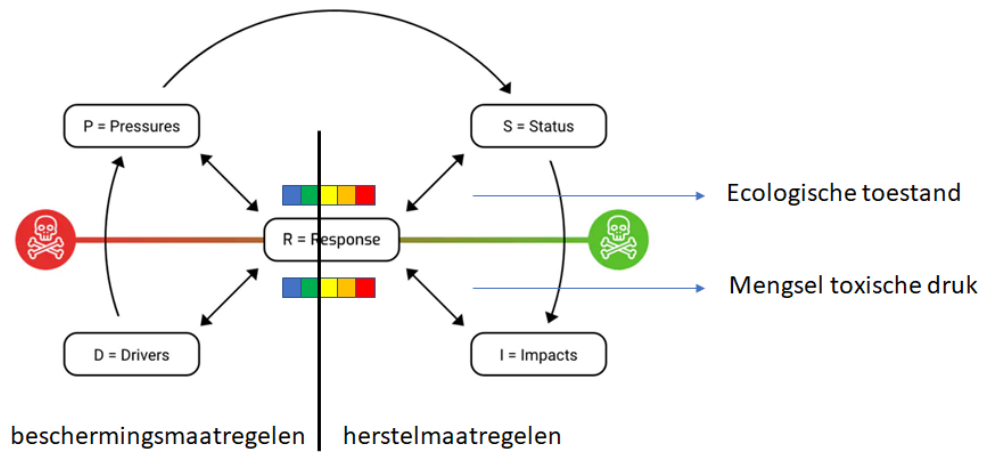 P = Pressures
S = Status
Ecologische toestand
R = Response
Mengsel toxische druk
D = Drivers
I = Impacts
beschermingsmaatregelen
herstelmaatregelen